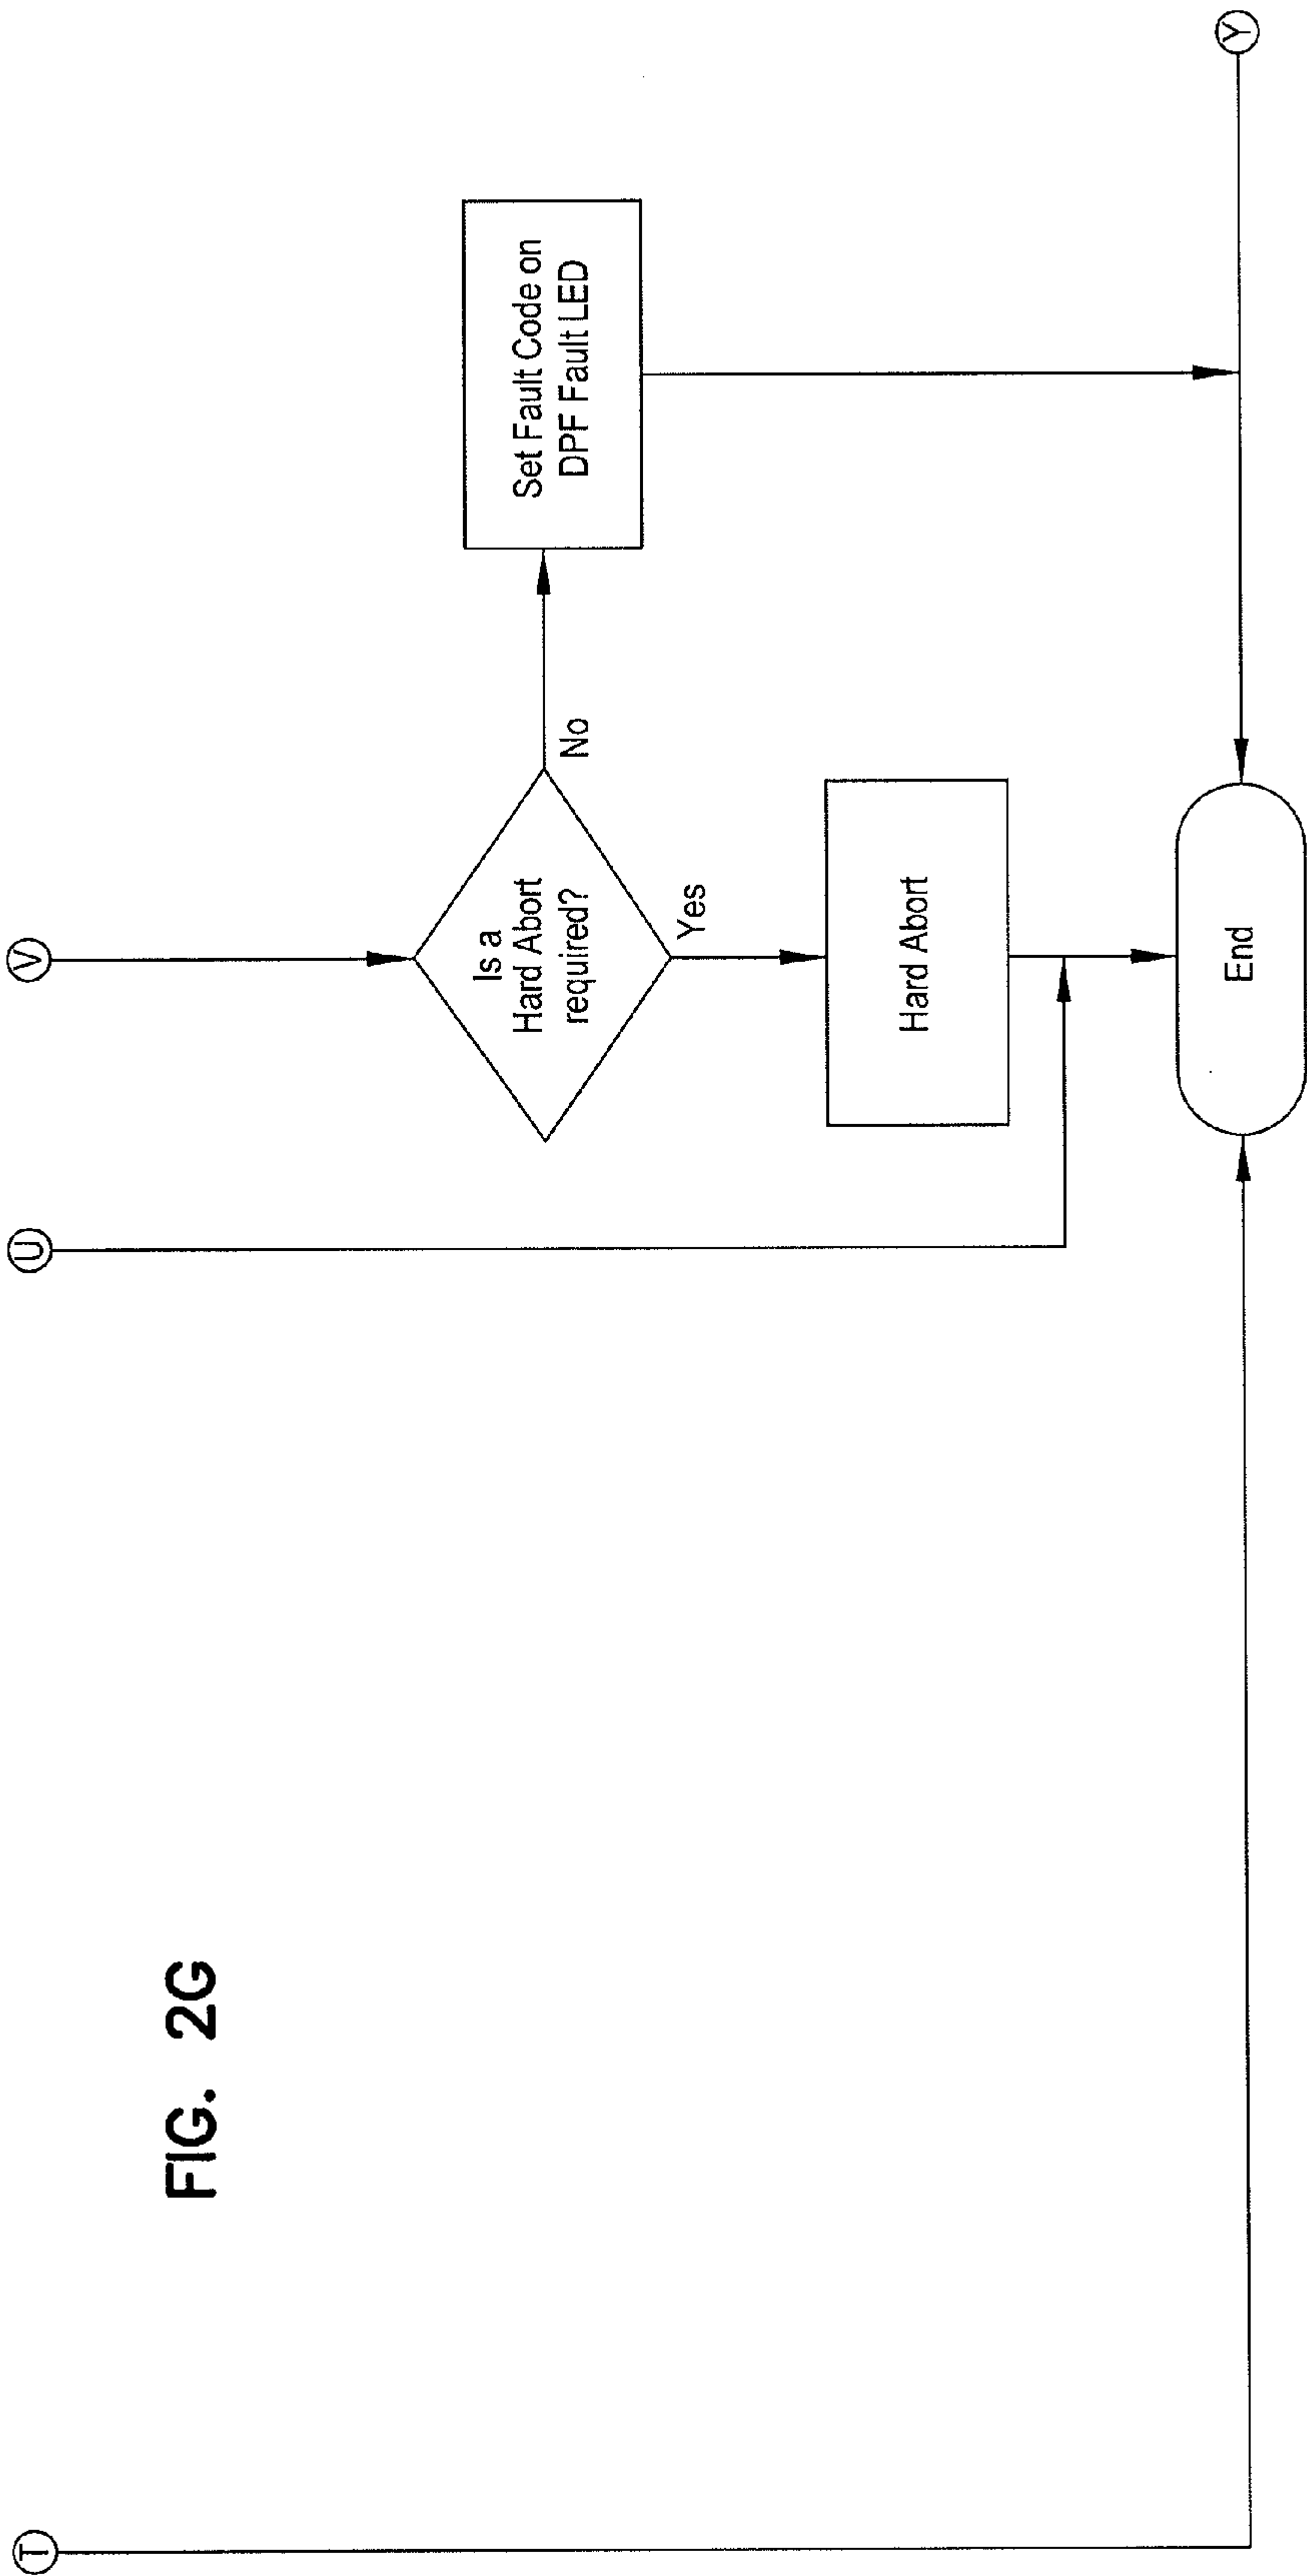 T
U
V
Is a
Hard Abort
required?
No
Set Fault Code on
DPF Fault LED
Yes
Hard Abort
End
Y
FIG. 2G